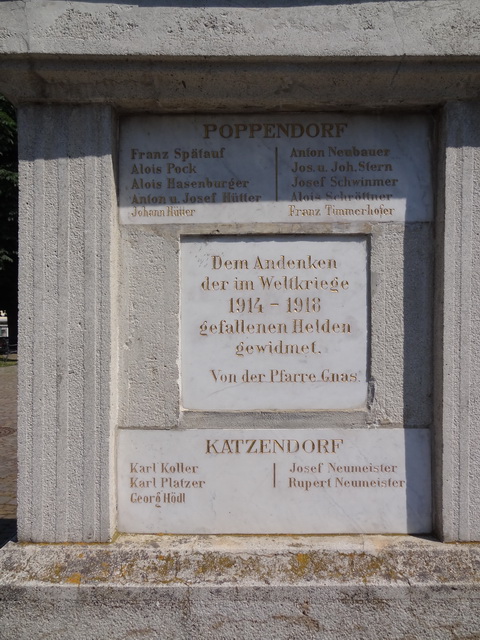 POPPENDORF
Franz Spätauf
Alois Pock
Alois Hasenburger
Anton u. Josef Hütter
Johann Hütter
Anton Neubauer
Jos. u. Joh. Stern
Josef Schwinmer
Alois Schröttner
Franz Timmerhofer
Dem Andenken
der im Weltkriege
1914 - 1918
gefallenen Helden
gewidmet.
Von der Pfarre Gnas.
KATZENDORF
Karl Koller
Karl Platzer
Georg Hödl
Josef Neumeister
Rupert Neumeister